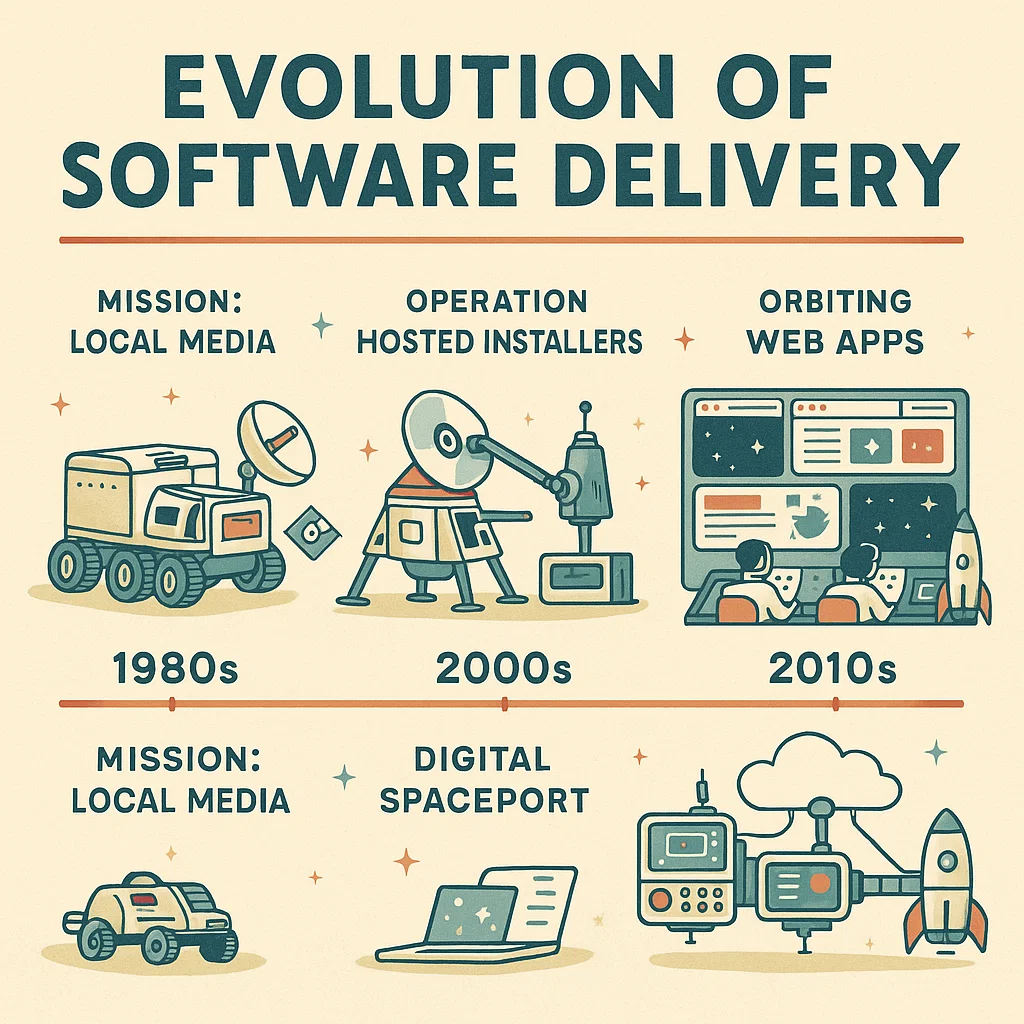 EVOLUTION OF
SOFTWARE DELIVERY
MISSION:
LOCAL MEDIA
OPERATION
HOSTED INSTALLERS
ORBITING
WEB APPS
1980s
2000s
2010s
MISSION:
LOCAL MEDIA
DIGITAL
SPACEPORT